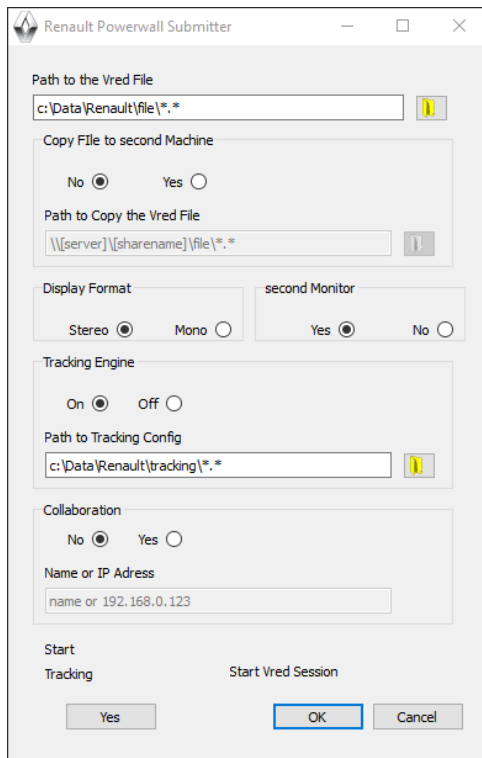 Renault Powerwall Submitter
Path to the Vred File
c:\Data\Renault\file\*.*
Copy FIle to second Machine
No Yes
Path to Copy the Vred File
\\[server]\[sharename]\file\*.*
Display Format second Monitor
Stereo Mono Yes No
Tracking Engine
On Off
Path to Tracking Config
c:\Data\Renault\tracking\*.*
Collaboration
No Yes
Name or IP Adress
name or 192.168.0.123
Start
Tracking Start Vred Session
Yes OK Cancel